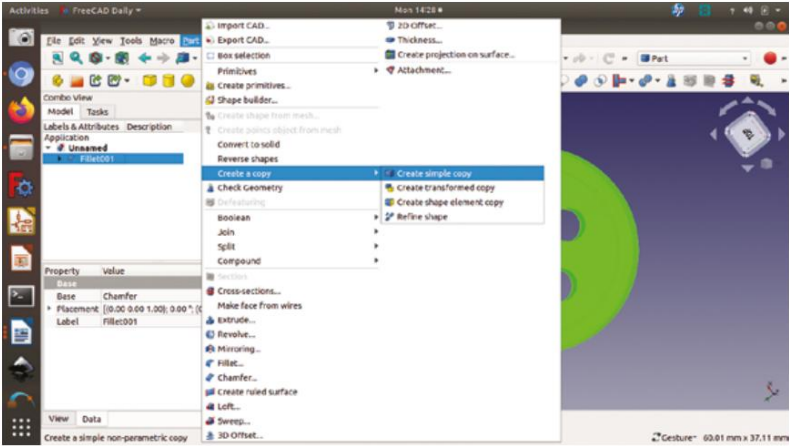 Activities
FreeCAD Daily
Mon 14:28
File Edit View Tools Macro Part
Part
Combo View
Model Tasks
Labels & Attributes Description
Application
Unnamed
Fillet001
Property Value
Base
Base Chamfer
Placement [(0.00 0.00 1.00); 0.00 °; (0
Label Fillet001
View Data
Import CAD...
Export CAD...
Box selection
Primitives
Create primitives...
Shape builder...
Create shape from mesh...
Create points object from mesh
Convert to solid
Reverse shapes
Create a copy
Check Geometry
Defeaturing
Boolean
Join
Split
Compound
Section
Cross-sections...
Make face from wires
Extrude...
Revolve...
Mirroring...
Fillet...
Chamfer...
Create ruled surface
Loft...
Sweep...
3D Offset...
2D Offset...
Thickness...
Create projection on surface...
Attachment...
Create simple copy
Create transformed copy
Create shape element copy
Refine shape
Create a simple non-parametric copy
Gesture 60.01 mm x 37.11 mm